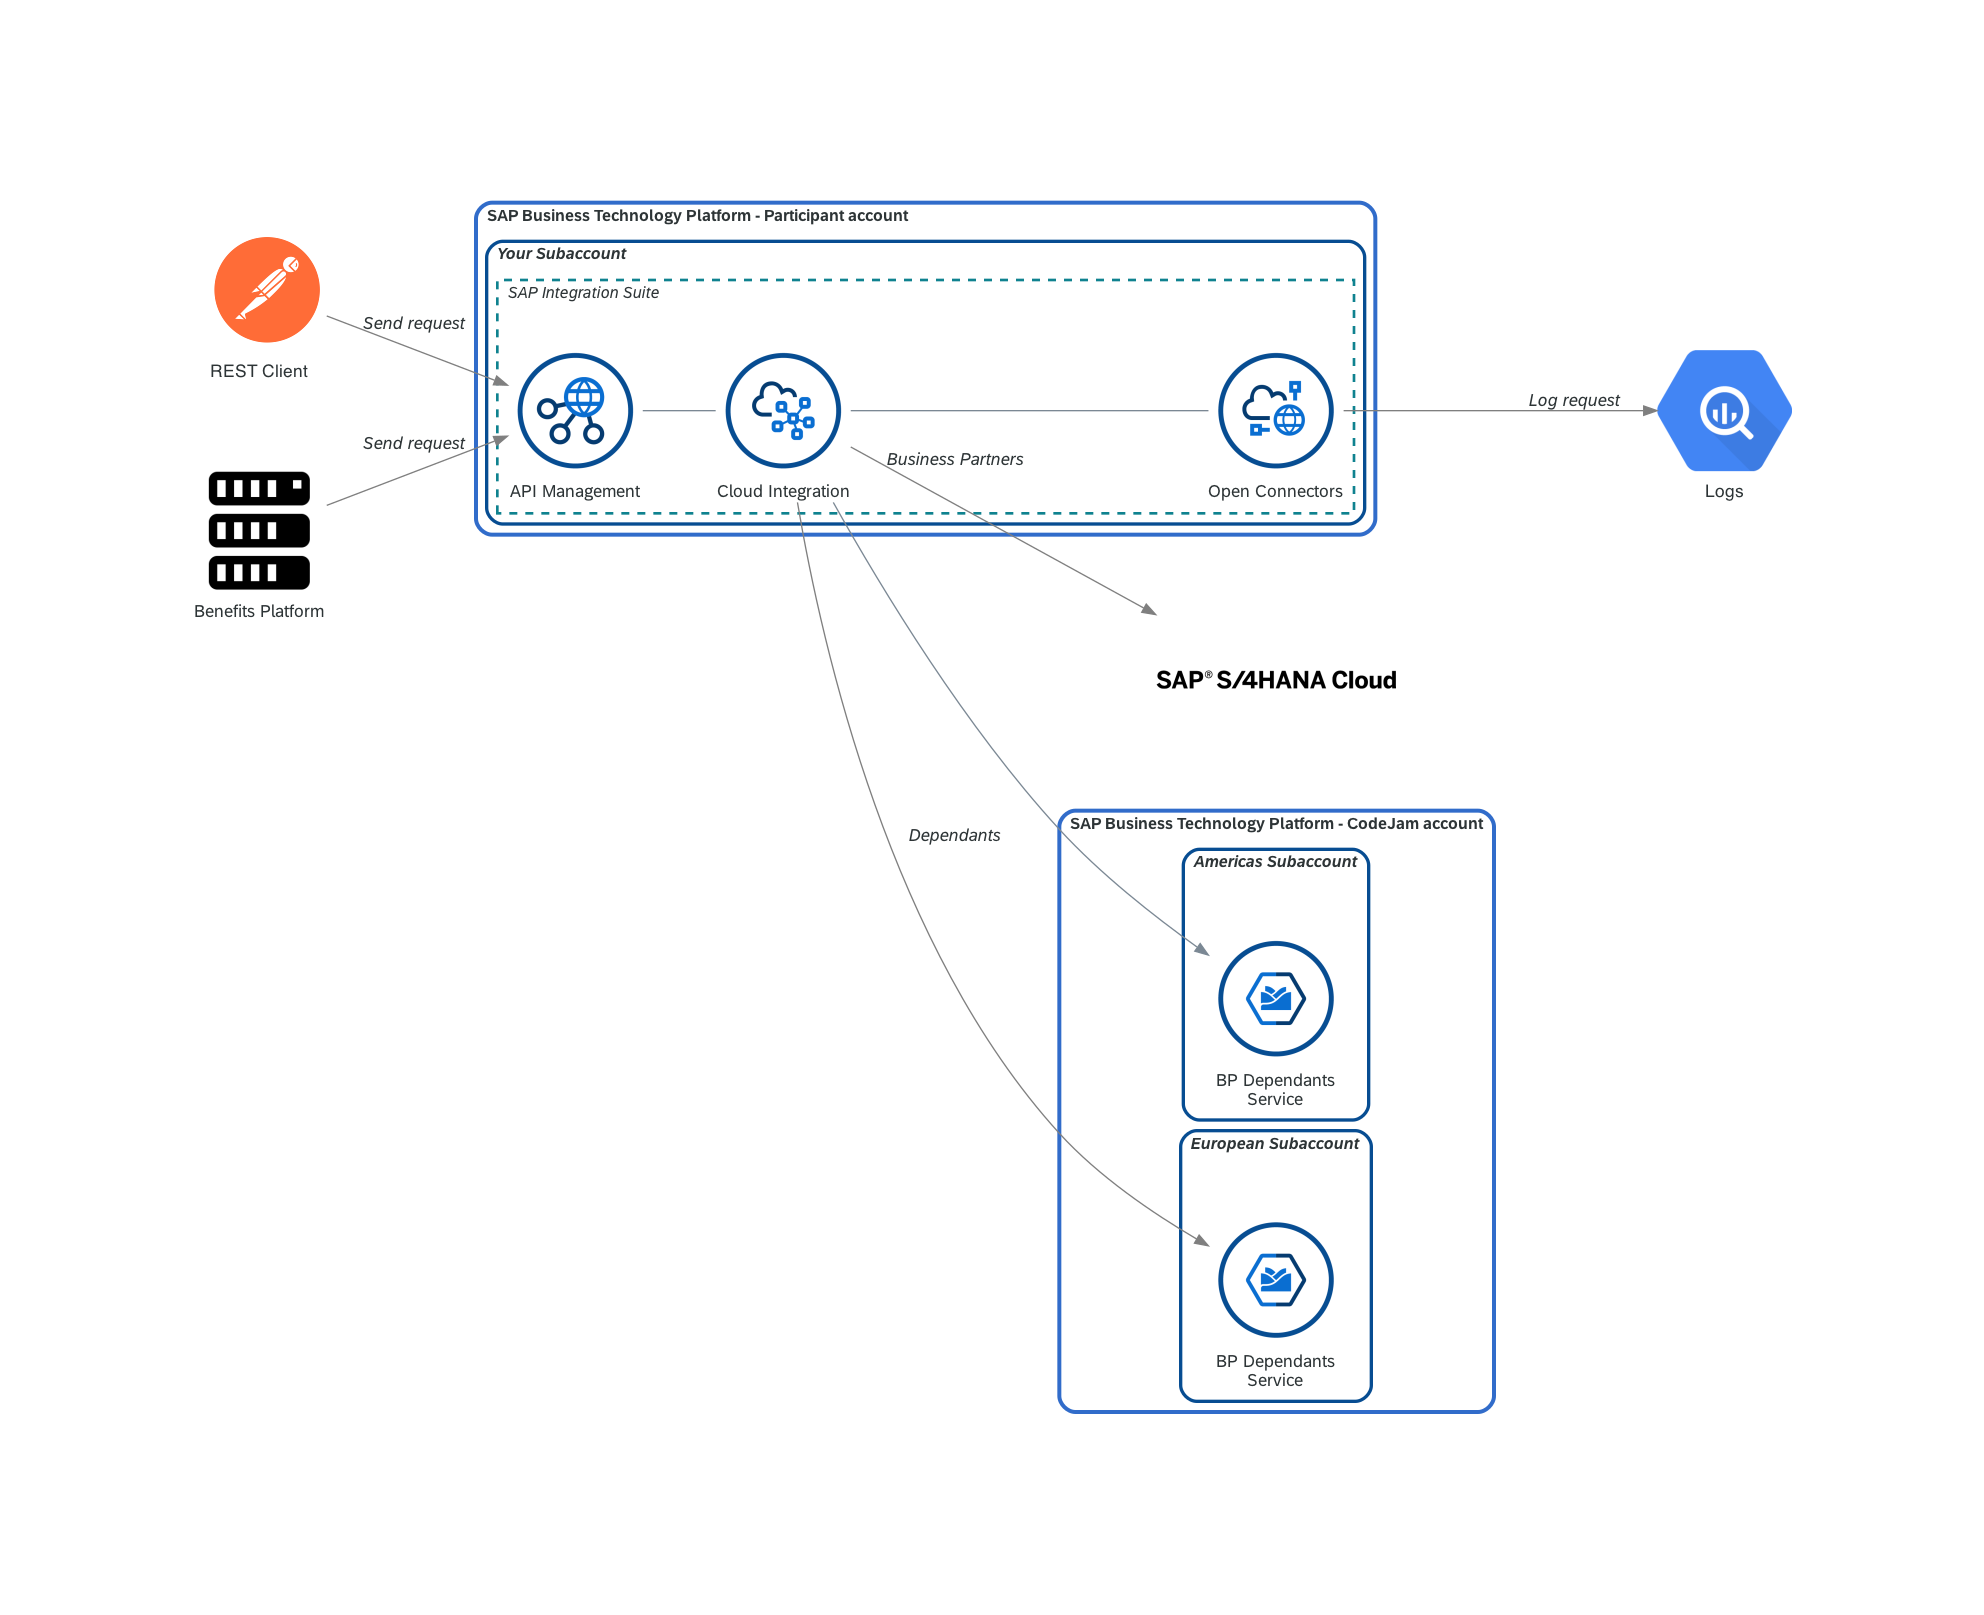 SAP Business Technology Platform - Participant account
Your Subaccount
SAP Integration Suite
Send request
REST Client
Send request
Benefits Platform
API Management
Cloud Integration
Open Connectors
Business Partners
Log request
Logs
SAP® S/4HANA Cloud
Dependants
SAP Business Technology Platform - CodeJam account
Americas Subaccount
BP Dependants
Service
European Subaccount
BP Dependants
Service